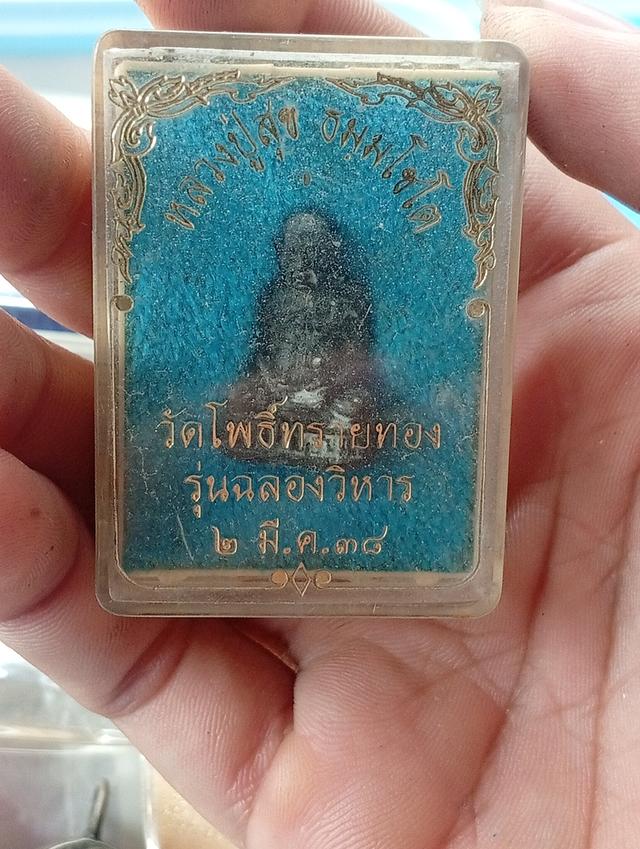 หลวงปู่สุข ธมฺมโชโต
วัดโพธิ์ทรายทอง
รุ่นฉลองวิหาร
๒ มี.ค.๓๘